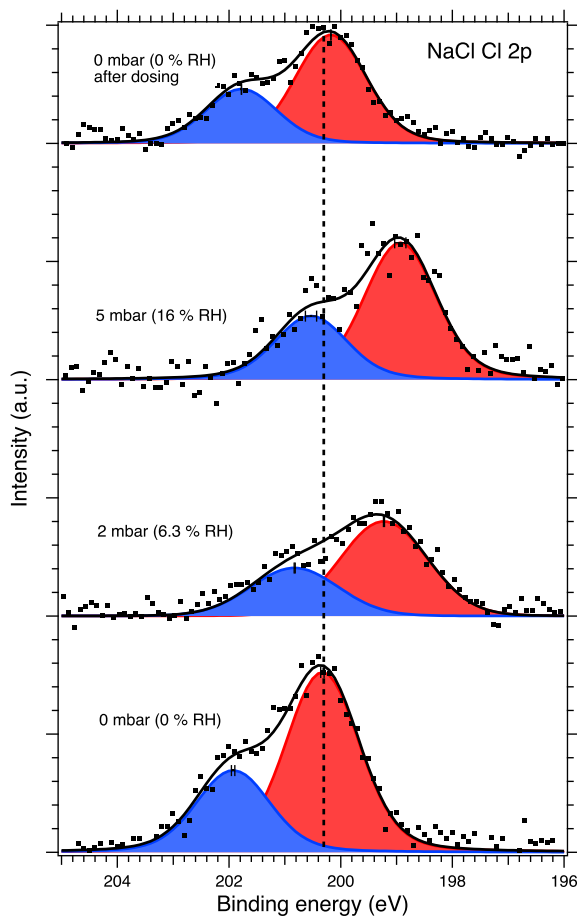 NaCl Cl 2p
0 mbar (0 % RH)
after dosing
5 mbar (16 % RH)
2 mbar (6.3 % RH)
0 mbar (0 % RH)
Intensity (a.u.)
204 202 200 198 196
Binding energy (eV)